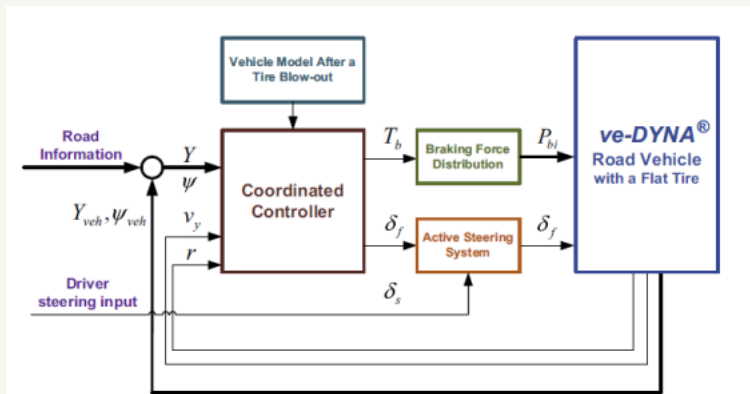 Vehicle Model After a
Tire Blow-out
Road
Information
Y
ψ
Coordinated
Controller
T_b
Braking Force
Distribution
P_bi
ve-DYNA®
Road Vehicle
with a Flat Tire
Y_veh, ψ_veh
v_y
r
δ_f
Active Steering
System
δ_f
Driver
steering input
δ_s